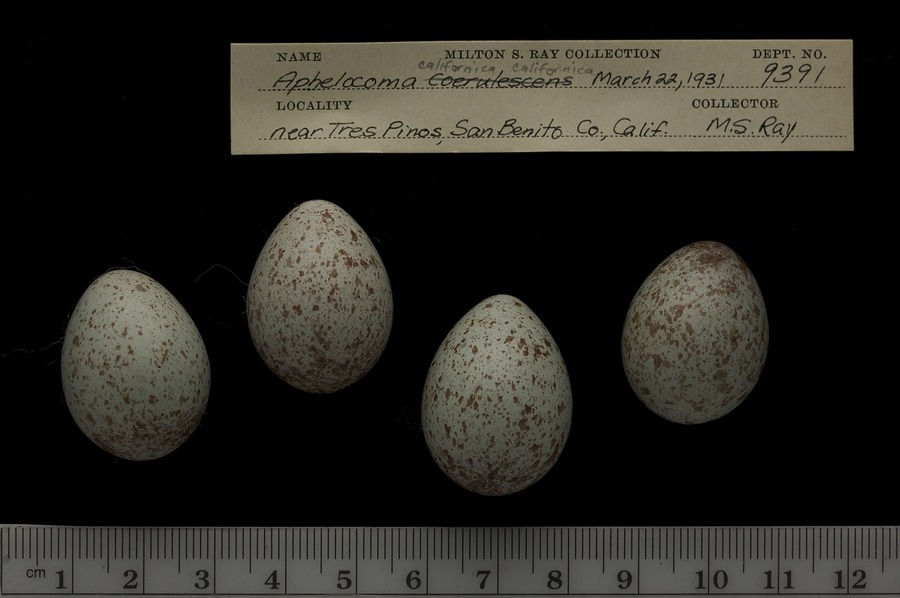 NAME MILTON S. RAY COLLECTION DEPT. NO.
californica, californica
Aphelocoma coerulescens March 22, 1931 9391
LOCALITY COLLECTOR
near Tres Pinos, San Benito Co., Calif. M.S. Ray
cm 1 2 3 4 5 6 7 8 9 10 11 12